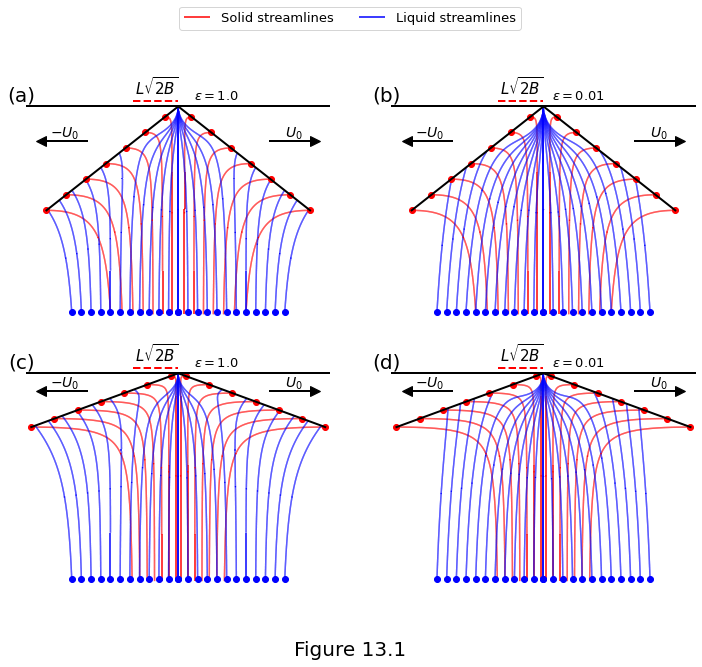 Solid streamlines Liquid streamlines
(a) L√2B ε = 1.0
−U₀ U₀
(b) L√2B ε = 0.01
−U₀ U₀
(c) L√2B ε = 1.0
−U₀ U₀
(d) L√2B ε = 0.01
−U₀ U₀
Figure 13.1